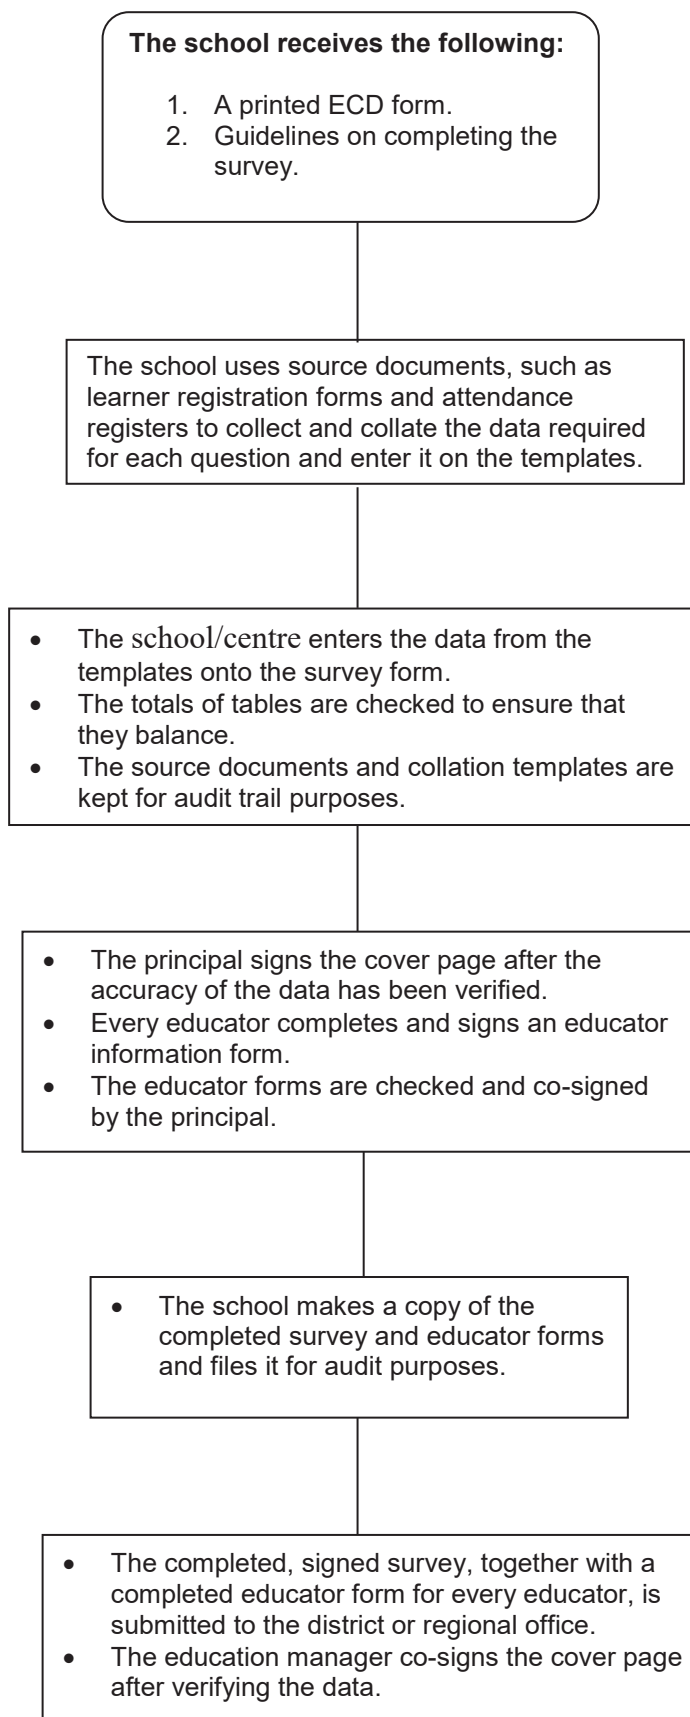 The school receives the following:
1. A printed ECD form.
2. Guidelines on completing the
survey.
The school uses source documents, such as
learner registration forms and attendance
registers to collect and collate the data required
for each question and enter it on the templates.
• The school/centre enters the data from the
templates onto the survey form.
• The totals of tables are checked to ensure that
they balance.
• The source documents and collation templates are
kept for audit trail purposes.
• The principal signs the cover page after the
accuracy of the data has been verified.
• Every educator completes and signs an educator
information form.
• The educator forms are checked and co-signed
by the principal.
• The school makes a copy of the
completed survey and educator forms
and files it for audit purposes.
• The completed, signed survey, together with a
completed educator form for every educator, is
submitted to the district or regional office.
• The education manager co-signs the cover page
after verifying the data.